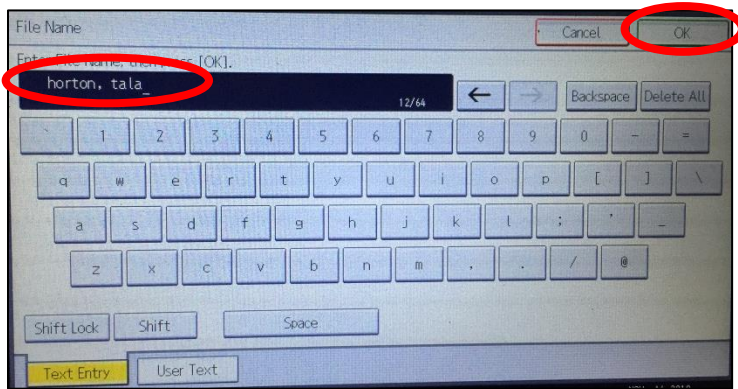 File Name Cancel OK
Enter File Name, then press [OK].
horton, tala_
12/64 ← → Backspace Delete All
` 1 2 3 4 5 6 7 8 9 0 - =
q w e r t y u i o p [ ] \
a s d f g h j k l ; ' _
z x c v b n m , . / @
Shift Lock Shift Space
Text Entry User Text